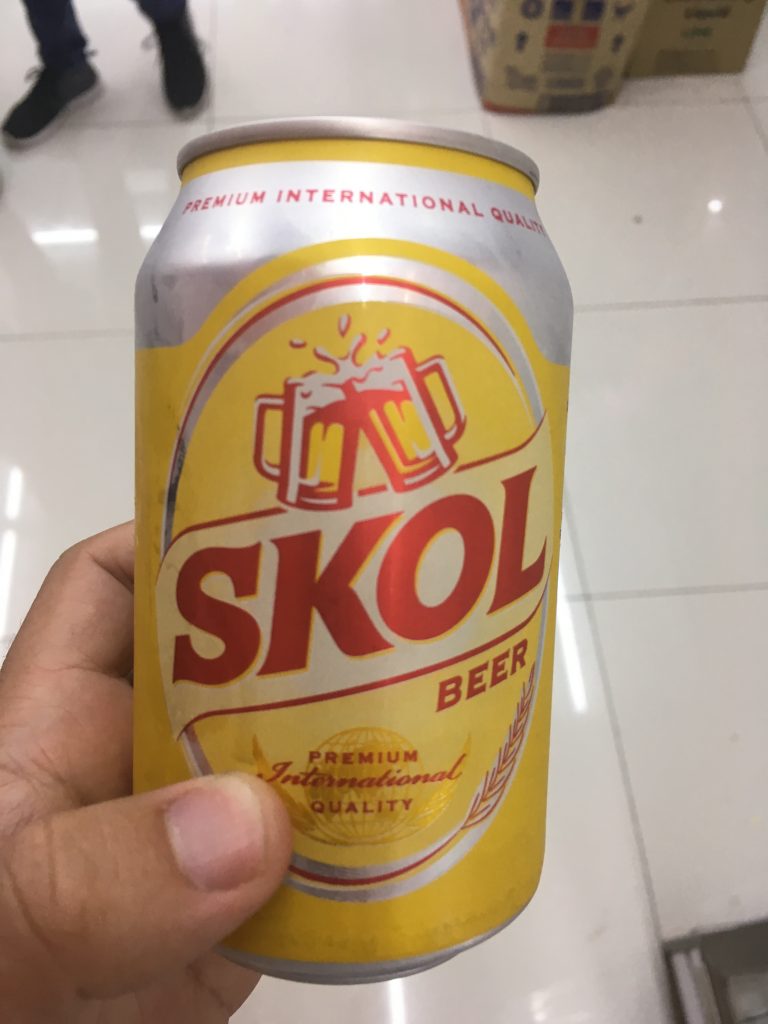 PREMIUM INTERNATIONAL QUALITY
SKOL
BEER
PREMIUM
International
QUALITY